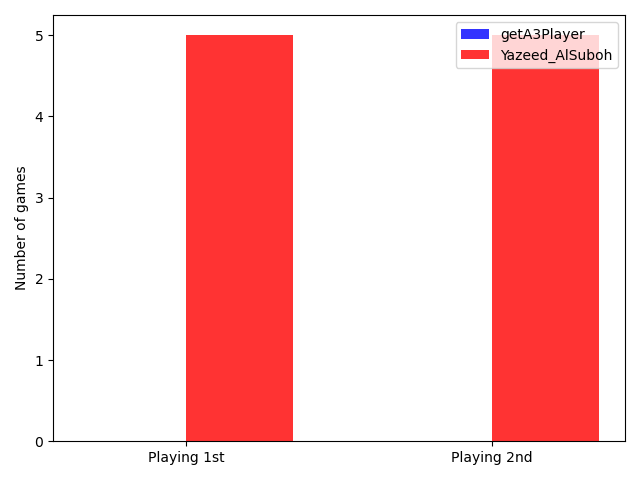 getA3Player
Yazeed_AlSuboh
Number of games
5
4
3
2
1
0
Playing 1st
Playing 2nd